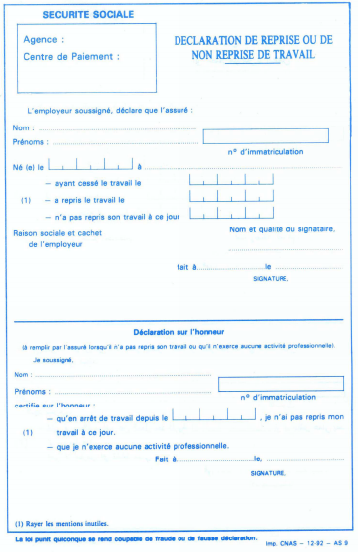 SECURITE SOCIALE
Agence :
Centre de Paiement :
DECLARATION DE REPRISE OU DE
NON REPRISE DE TRAVAIL
L'employeur soussigné, déclare que l'assuré :
Nom :
Prénoms :
n° d'immatriculation
Né (e) le à
— ayant cessé le travail le
(1) — a repris le travail le
— n'a pas repris son travail à ce jour
Raison sociale et cachet
de l'employeur
Nom et qualité du signataire,
fait à le
SIGNATURE,
Déclaration sur l'honneur
(à remplir par l'assuré lorsqu'il n'a pas repris son travail ou qu'il n'exerce aucune activité professionnelle).
Je soussigné,
Nom :
Prénoms :
n° d'immatriculation
certifie sur l'honneur :
— qu'en arrêt de travail depuis le , je n'ai pas repris mon
(1) travail à ce jour.
— que je n'exerce aucune activité professionnelle.
Fait à le,
SIGNATURE,
(1) Rayer les mentions inutiles.
La loi punit quiconque se rend coupable de fraude ou de fausse déclaration.
Imp. CNAS – 12-92 – AS 9